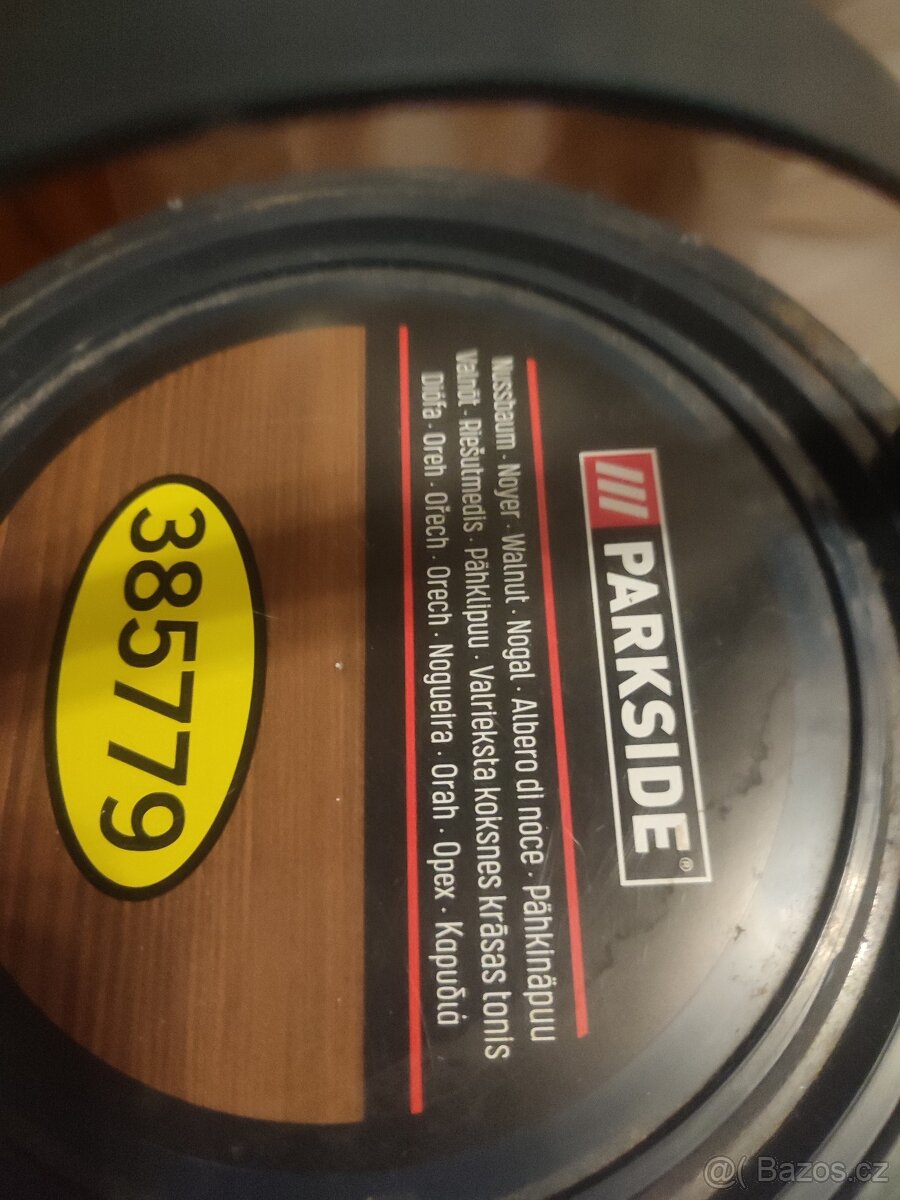 PARKSIDE®
Nussbaum · Noyer · Walnut · Nogal · Albero di noce · Pähkinäpuu
Valnöt · Riešutmedis · Pähklipuu · Valrieksta koksnes krāsas tonis
Diófa · Oreh · Ořech · Orech · Nogueira · Orah · Орех · Καρυδιά
385779
@( Bazos.cz